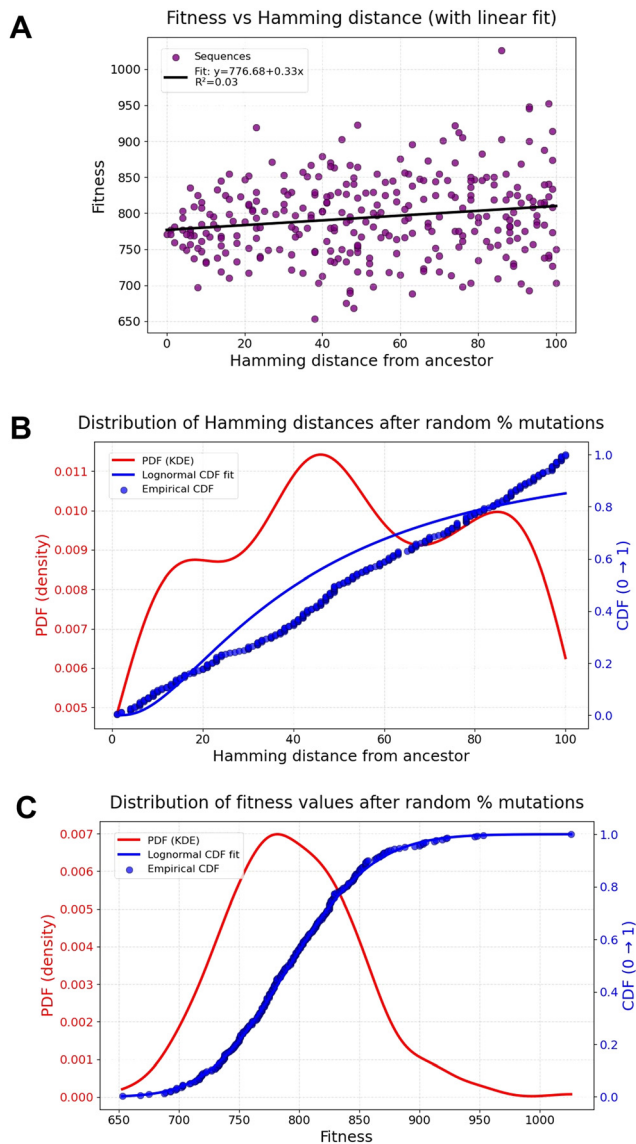 A
Fitness vs Hamming distance (with linear fit)
Sequences
Fit: y=776.68+0.33x
R²=0.03
1000
950
900
850
800
750
700
650
Fitness
0 20 40 60 80 100
Hamming distance from ancestor
B
Distribution of Hamming distances after random % mutations
PDF (KDE)
Lognormal CDF fit
Empirical CDF
0.011
0.010
0.009
0.008
0.007
0.006
0.005
PDF (density)
1.0
0.8
0.6
0.4
0.2
0.0
CDF (0 → 1)
0 20 40 60 80 100
Hamming distance from ancestor
C
Distribution of fitness values after random % mutations
PDF (KDE)
Lognormal CDF fit
Empirical CDF
0.007
0.006
0.005
0.004
0.003
0.002
0.001
0.000
PDF (density)
1.0
0.8
0.6
0.4
0.2
0.0
CDF (0 → 1)
650 700 750 800 850 900 950 1000
Fitness